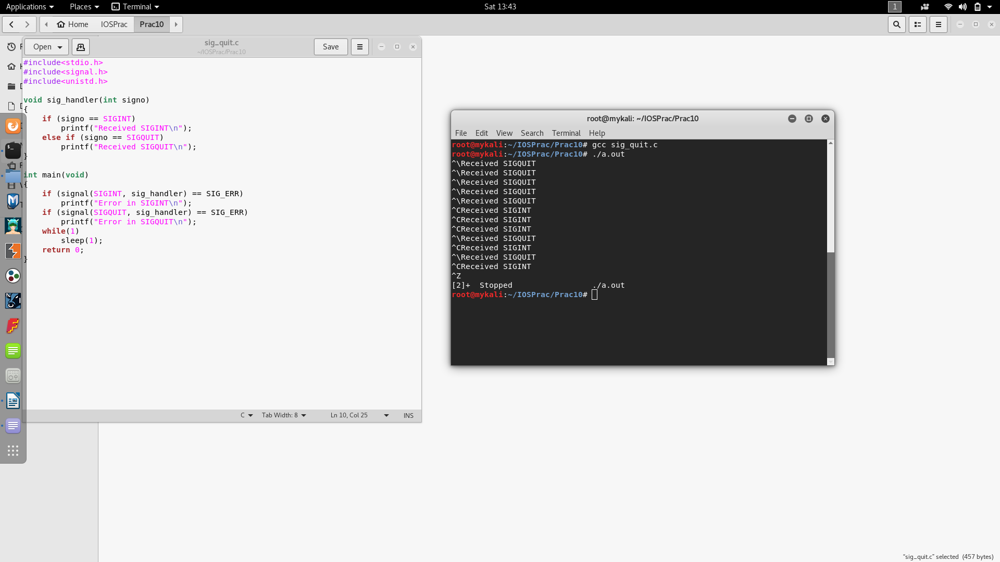 Applications Places Terminal Sat 13:43 1
Home IOSPrac Prac10
Open sig_quit.c Save
~/IOSPrac/Prac10
#include<stdio.h>
#include<signal.h>
#include<unistd.h>
void sig_handler(int signo)
{
    if (signo == SIGINT)
        printf("Received SIGINT\n");
    else if (signo == SIGQUIT)
        printf("Received SIGQUIT\n");
}
int main(void)
{
    if (signal(SIGINT, sig_handler) == SIG_ERR)
        printf("Error in SIGINT\n");
    if (signal(SIGQUIT, sig_handler) == SIG_ERR)
        printf("Error in SIGQUIT\n");
    while(1)
        sleep(1);
    return 0;
}
C Tab Width: 8 Ln 10, Col 25 INS
root@mykali: ~/IOSPrac/Prac10
File Edit View Search Terminal Help
root@mykali:~/IOSPrac/Prac10# gcc sig_quit.c
root@mykali:~/IOSPrac/Prac10# ./a.out
^\Received SIGQUIT
^\Received SIGQUIT
^\Received SIGQUIT
^\Received SIGQUIT
^\Received SIGQUIT
^CReceived SIGINT
^CReceived SIGINT
^CReceived SIGINT
^\Received SIGQUIT
^CReceived SIGINT
^\Received SIGQUIT
^CReceived SIGINT
^Z
[2]+  Stopped                 ./a.out
root@mykali:~/IOSPrac/Prac10#
"sig_quit.c" selected (457 bytes)